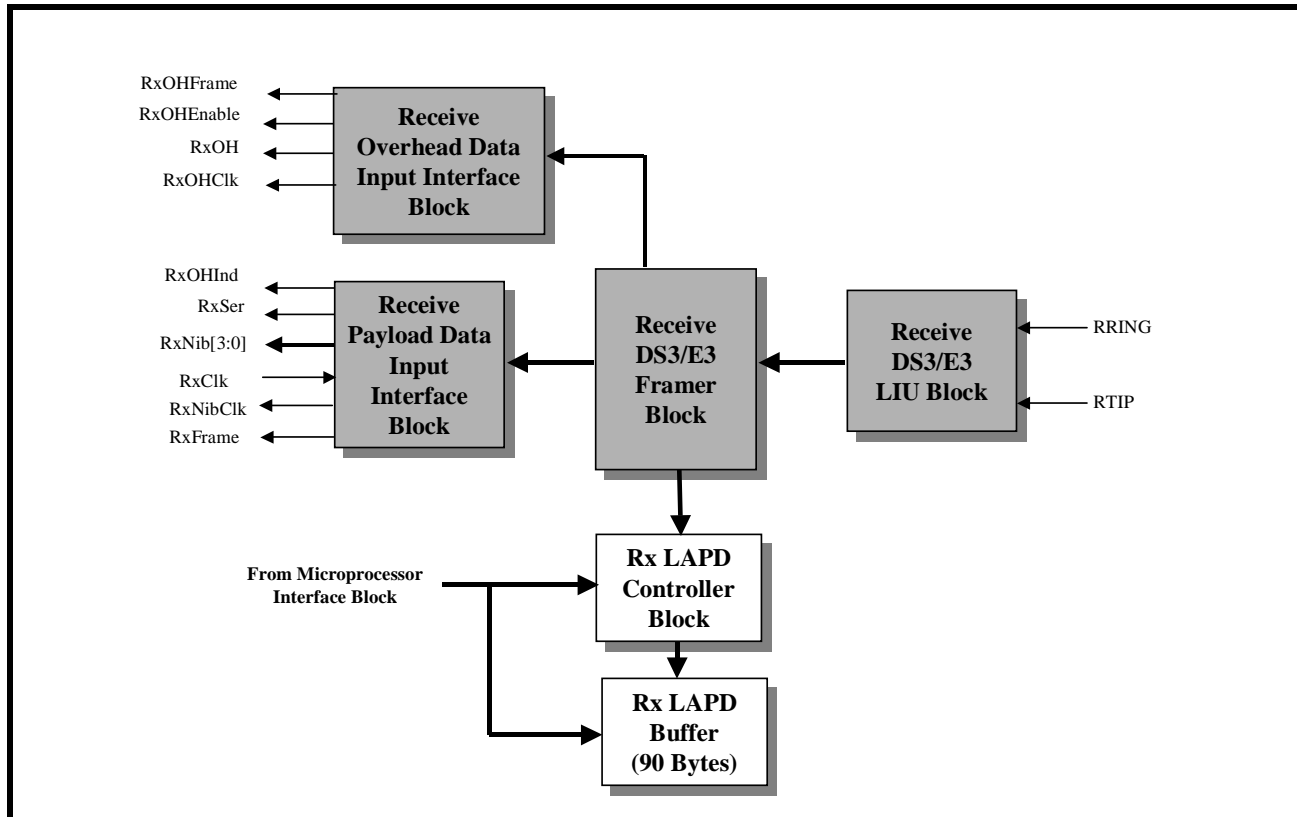 RxOHFrame
RxOHEnable
RxOH
RxOHClk
Receive
Overhead Data
Input Interface
Block
RxOHInd
RxSer
RxNib[3:0]
RxClk
RxNibClk
RxFrame
Receive
Payload Data
Input
Interface
Block
Receive
DS3/E3
Framer
Block
Receive
DS3/E3
LIU Block
RRING
RTIP
From Microprocessor
Interface Block
Rx LAPD
Controller
Block
Rx LAPD
Buffer
(90 Bytes)